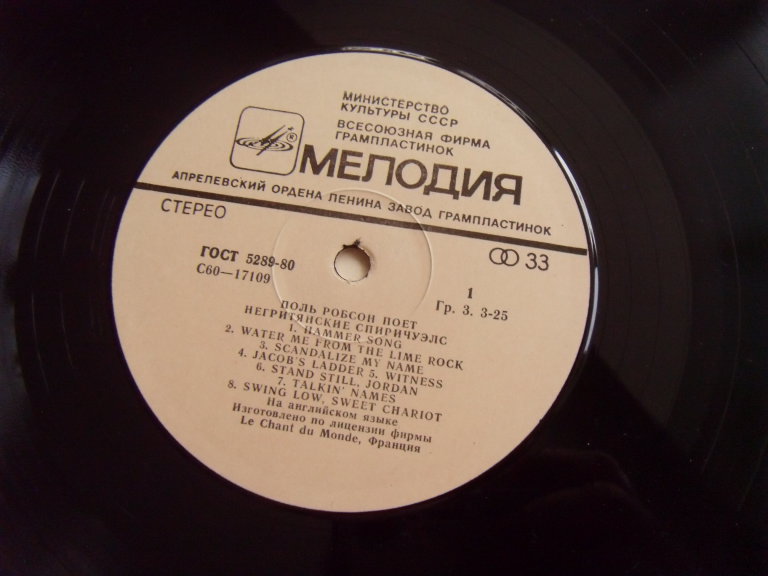 МИНИСТЕРСТВО
КУЛЬТУРЫ СССР
ВСЕСОЮЗНАЯ ФИРМА
ГРАМПЛАСТИНОК
®
МЕЛОДИЯ
АПРЕЛЕВСКИЙ ОРДЕНА ЛЕНИНА ЗАВОД ГРАМПЛАСТИНОК
СТЕРЕО
33
ГОСТ 5289-80
С60—17109
1
Гр. 3. 3-25
ПОЛЬ РОБСОН ПОЕТ
НЕГРИТЯНСКИЕ СПИРИЧУЭЛС
1. HAMMER SONG
2. WATER ME FROM THE LIME ROCK
3. SCANDALIZE MY NAME
4. JACOB'S LADDER 5. WITNESS
6. STAND STILL, JORDAN
7. TALKIN' NAMES
8. SWING LOW, SWEET CHARIOT
На английском языке
Изготовлено по лицензии фирмы
Le Chant du Monde, Франция